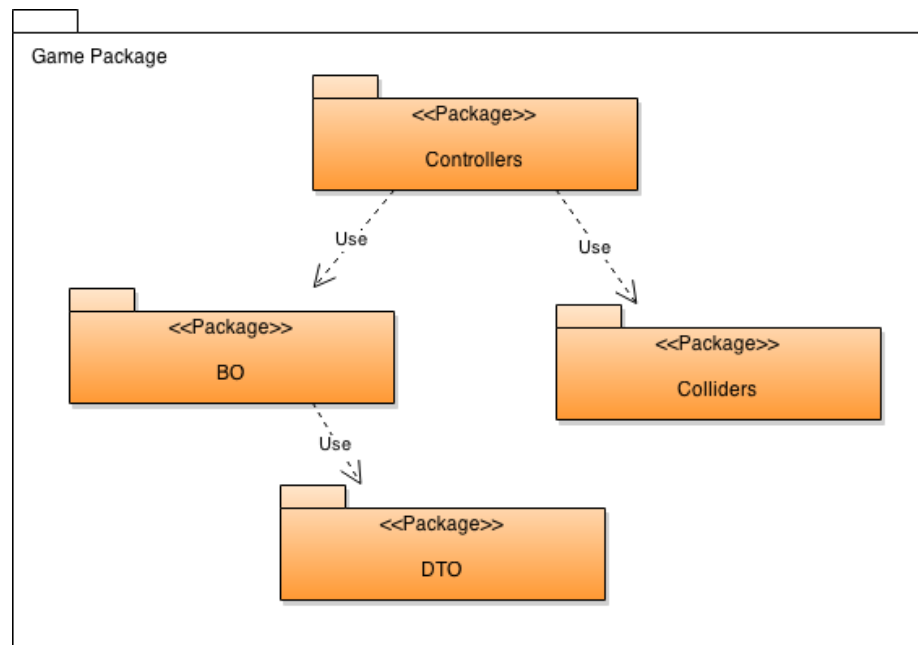 Game Package
<<Package>>
Controllers
Use
Use
<<Package>>
BO
<<Package>>
Colliders
Use
<<Package>>
DTO